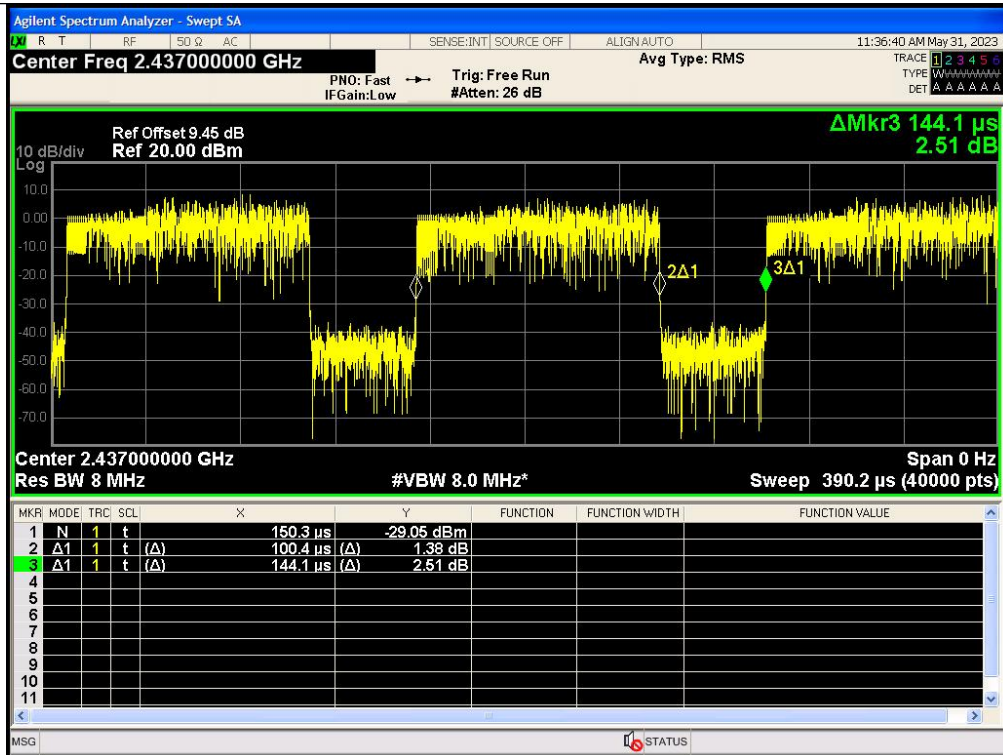 Agilent Spectrum Analyzer - Swept SA
LXI R T RF 50 Ω AC SENSE:INT SOURCE OFF ALIGN AUTO 11:36:40 AM May 31, 2023
Center Freq 2.437000000 GHz
PNO: Fast
IFGain:Low
Trig: Free Run
#Atten: 26 dB
Avg Type: RMS
TRACE 1 2 3 4 5 6
TYPE WWWWWW
DET A A A A A A
ΔMkr3 144.1 µs
2.51 dB
Ref Offset 9.45 dB
10 dB/div Ref 20.00 dBm
Log
10.0
0.00
-10.0
-20.0
-30.0
-40.0
-50.0
-60.0
-70.0
2Δ1
3Δ1
Center 2.437000000 GHz Span 0 Hz
Res BW 8 MHz #VBW 8.0 MHz* Sweep 390.2 µs (40000 pts)
MKR MODE TRC SCL X Y FUNCTION FUNCTION WIDTH FUNCTION VALUE
1 N 1 t 150.3 µs -29.05 dBm
2 Δ1 1 t (Δ) 100.4 µs (Δ) 1.38 dB
3 Δ1 1 t (Δ) 144.1 µs (Δ) 2.51 dB
4
5
6
7
8
9
10
11
MSG STATUS